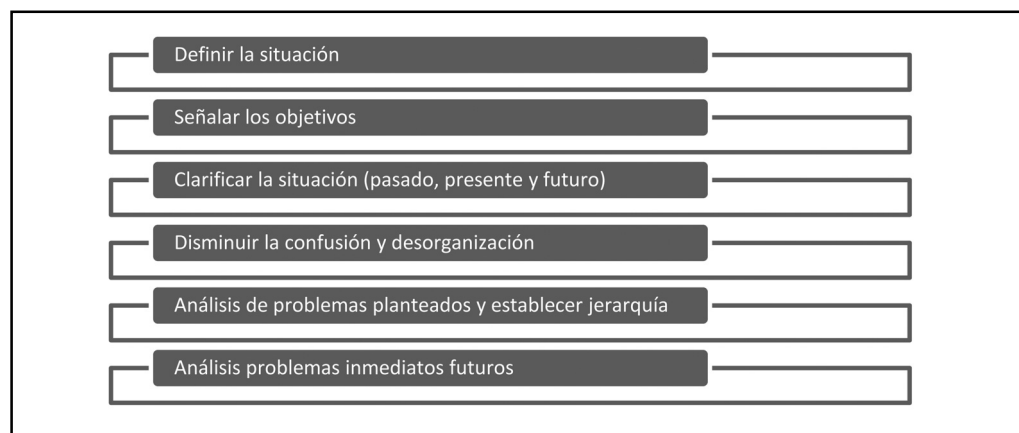 Definir la situación
Señalar los objetivos
Clarificar la situación (pasado, presente y futuro)
Disminuir la confusión y desorganización
Análisis de problemas planteados y establecer jerarquía
Análisis problemas inmediatos futuros